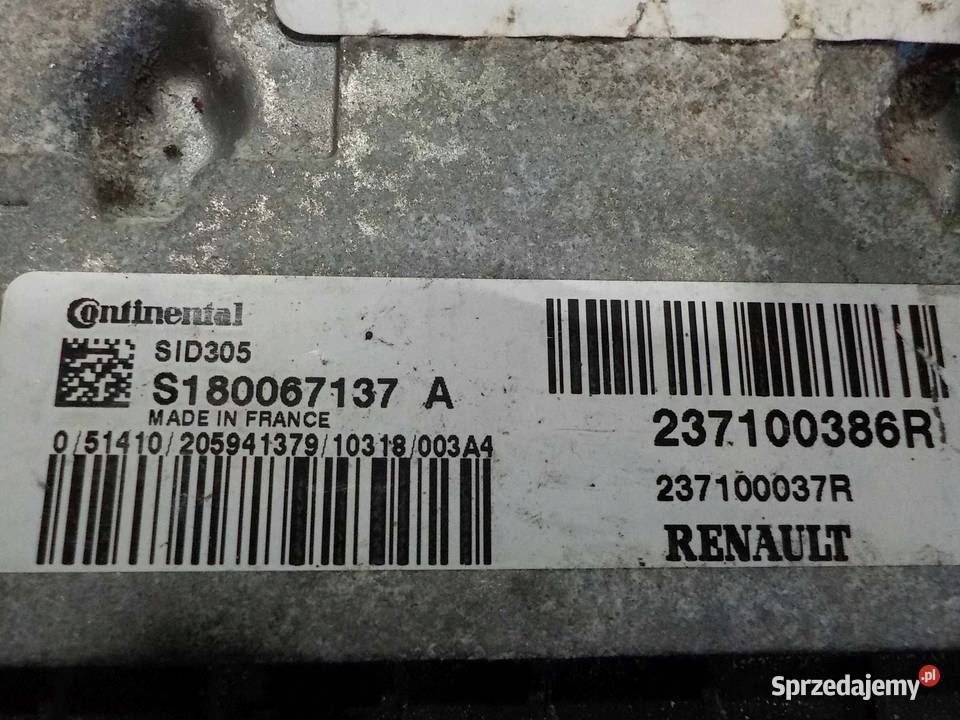 Continental
SID305
S180067137 A
MADE IN FRANCE
0/51410/205941379/10318/003A4
237100386R
237100037R
RENAULT
Sprzedajemy.pl